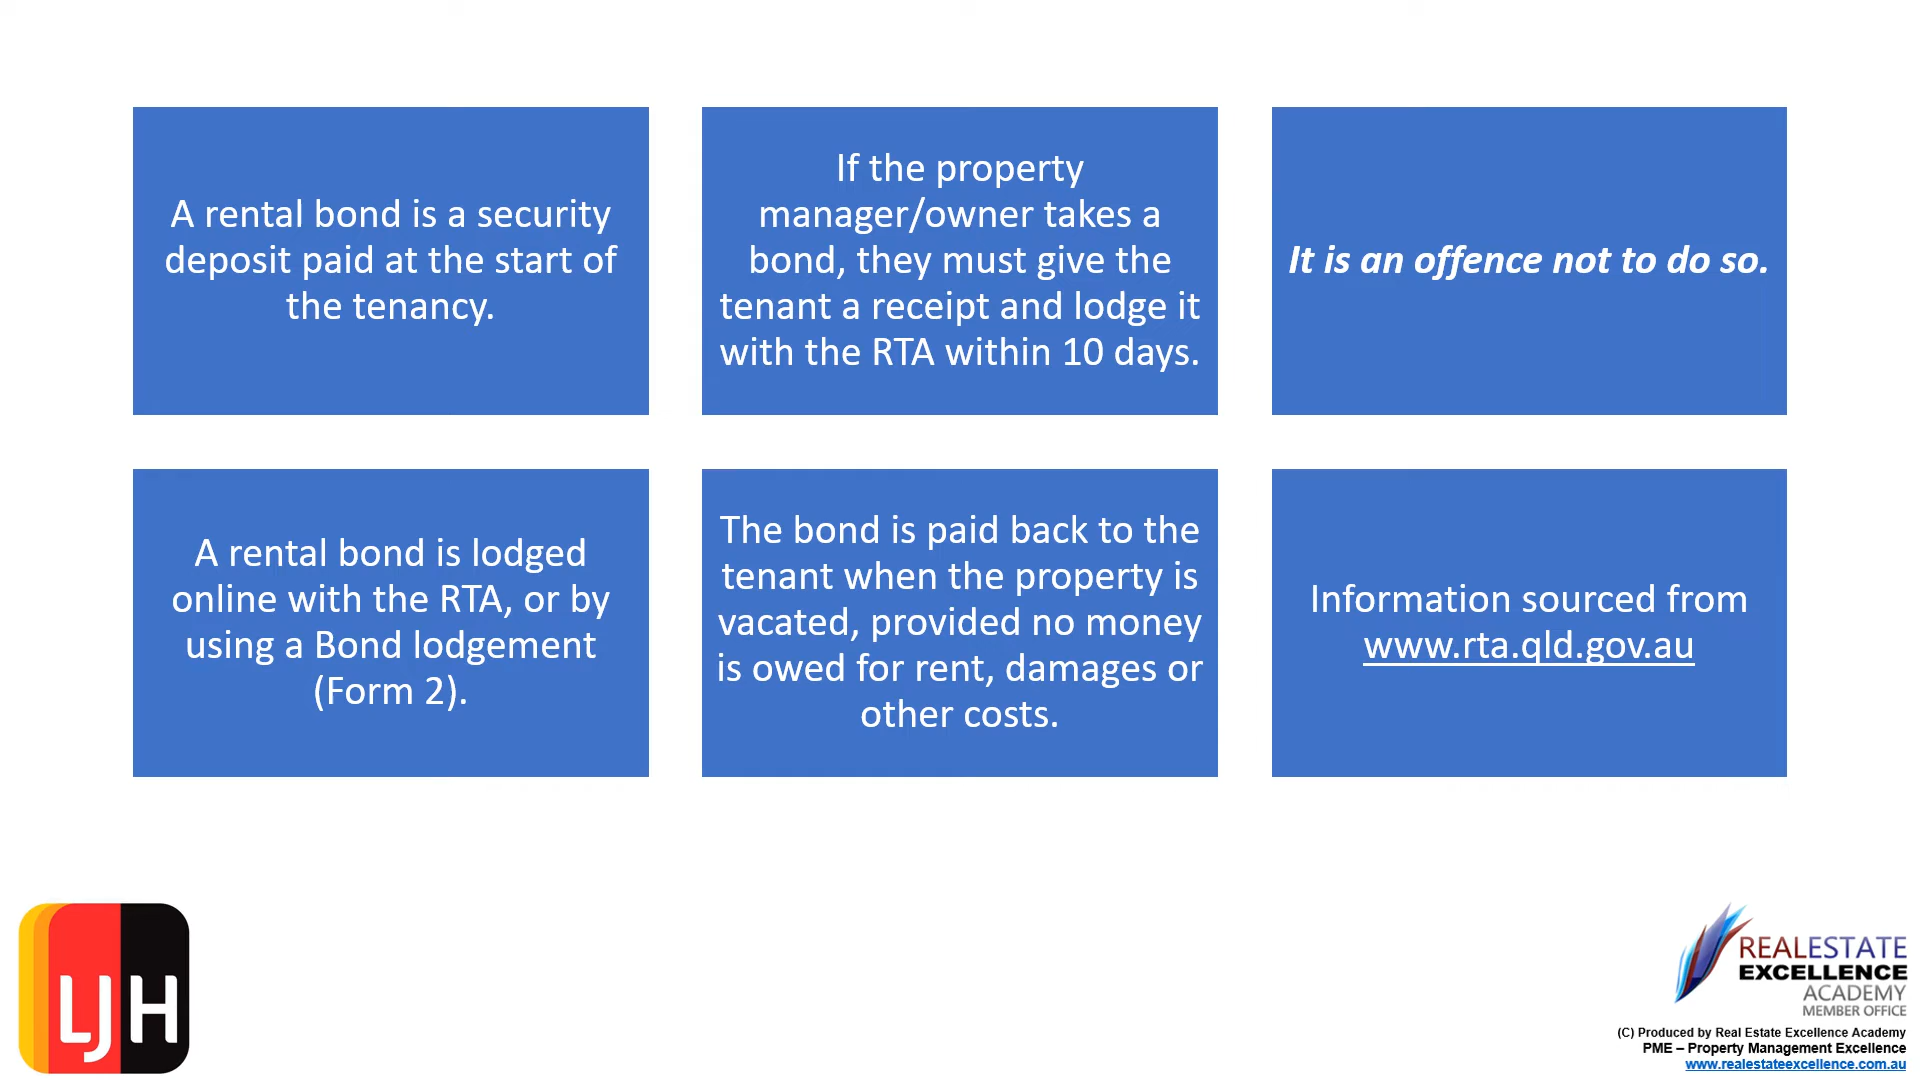 A rental bond is a security
deposit paid at the start of
the tenancy.
If the property
manager/owner takes a
bond, they must give the
tenant a receipt and lodge it
with the RTA within 10 days.
It is an offence not to do so.
A rental bond is lodged
online with the RTA, or by
using a Bond lodgement
(Form 2).
The bond is paid back to the
tenant when the property is
vacated, provided no money
is owed for rent, damages or
other costs.
Information sourced from
www.rta.qld.gov.au
LJH
REALESTATE
EXCELLENCE
ACADEMY
MEMBER OFFICE
(C) Produced by Real Estate Excellence Academy
PME – Property Management Excellence
www.realestateexcellence.com.au